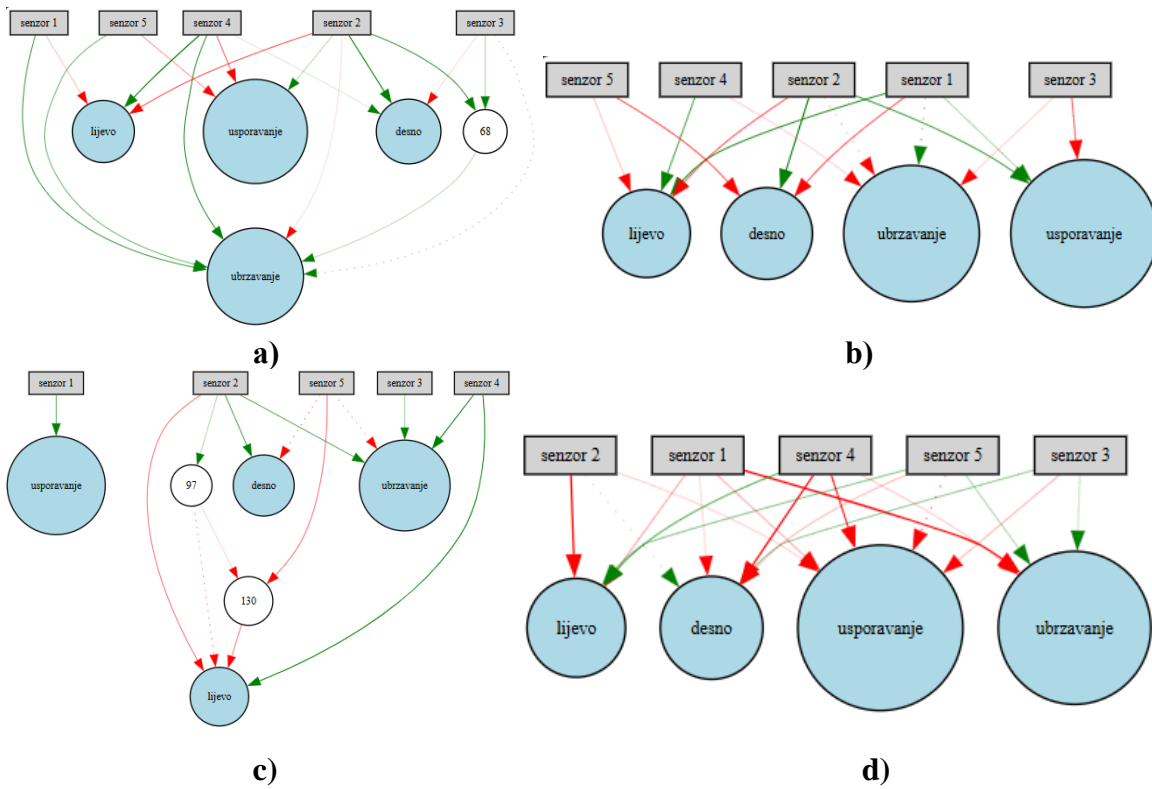 senzor 1 senzor 5 senzor 4 senzor 2 senzor 3
lijevo usporavanje desno 68
ubrzavanje
a)
senzor 5 senzor 4 senzor 2 senzor 1 senzor 3
lijevo desno ubrzavanje usporavanje
b)
senzor 1 senzor 2 senzor 5 senzor 3 senzor 4
usporavanje 97 desno ubrzavanje
130
lijevo
c)
senzor 2 senzor 1 senzor 4 senzor 5 senzor 3
lijevo desno usporavanje ubrzavanje
d)